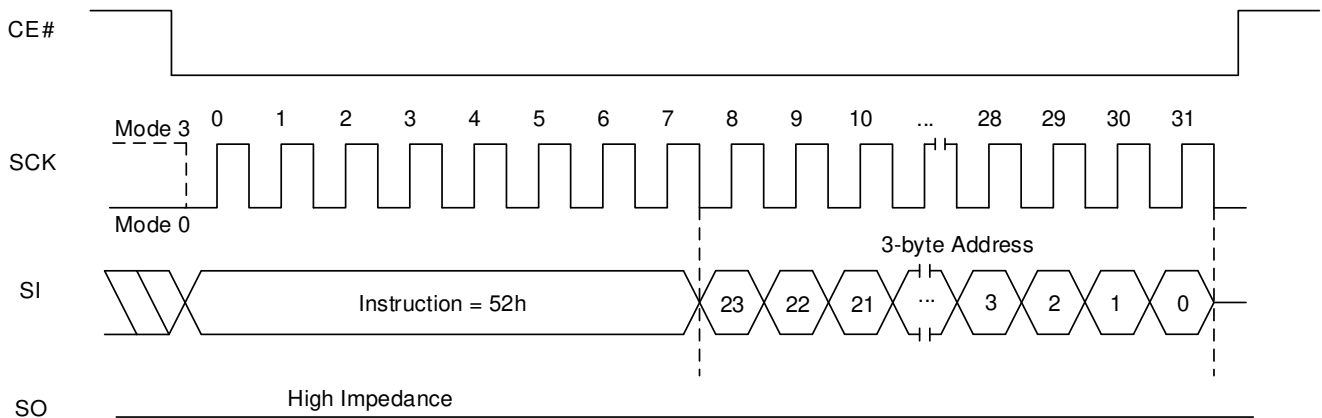 CE#
0 1 2 3 4 5 6 7 8 9 10 ... 28 29 30 31
Mode 3
SCK
Mode 0
3-byte Address
SI
Instruction = 52h 23 22 21 ... 3 2 1 0
High Impedance
SO